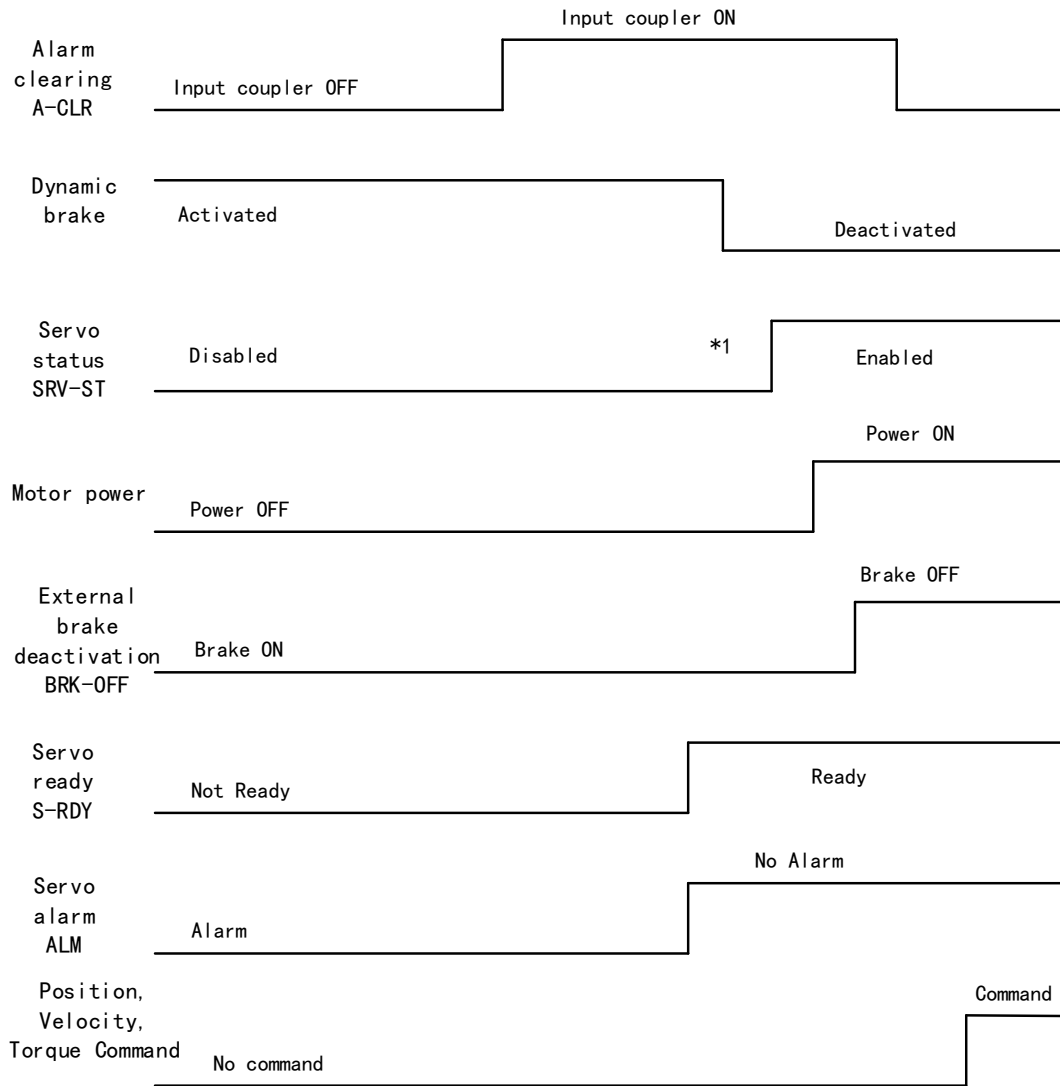 Input coupler ON
Alarm
clearing
A-CLR
Input coupler OFF
Dynamic
brake
Activated
Deactivated
Servo
status
SRV-ST
Disabled
*1
Enabled
Power ON
Motor power
Power OFF
Brake OFF
External
brake
deactivation
BRK-OFF
Brake ON
Servo
ready
S-RDY
Not Ready
Ready
No Alarm
Servo
alarm
ALM
Alarm
Position,
Velocity,
Torque Command
Command
No command